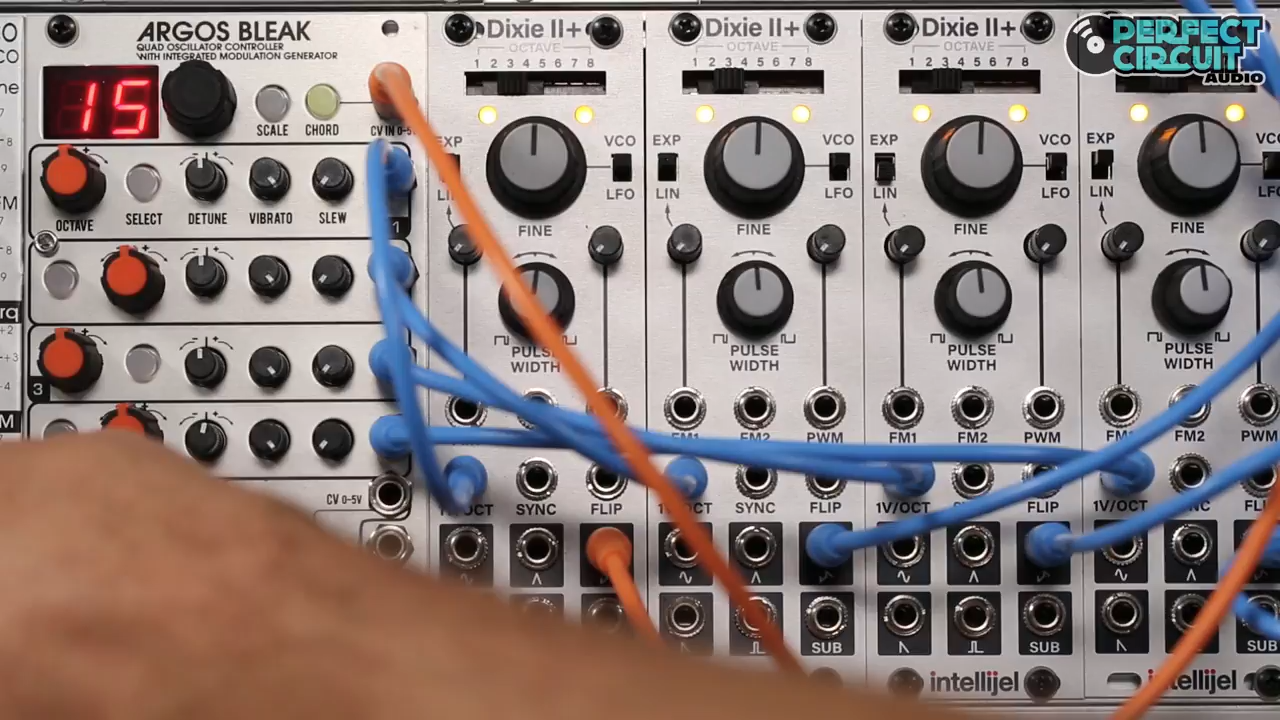 ARGOS BLEAK
QUAD OSCILLATOR CONTROLLER
WITH INTEGRATED MODULATION GENERATOR
15
SCALE
CHORD
CV IN 0-5
OCTAVE
SELECT
DETUNE
VIBRATO
SLEW
1
3
CV 0-5V
Dixie II+
OCTAVE
1 2 3 4 5 6 7 8
EXP
VCO
LFO
FINE
PULSE
WIDTH
SYNC
FLIP
Dixie II+
OCTAVE
1 2 3 4 5 6 7 8
EXP
LIN
VCO
LFO
FINE
PULSE
WIDTH
FM1
FM2
PWM
SYNC
FLIP
SUB
Dixie II+
OCTAVE
1 2 3 4 5 6 7 8
EXP
LIN
VCO
LFO
FINE
PULSE
WIDTH
FM1
FM2
PWM
1V/OCT
FLIP
SUB
intellijel
EXP
LIN
FINE
PULSE
WIDTH
FM1
FM2
PWM
1V/OCT
SUB
intellijel
PERFECT
CIRCUIT
AUDIO